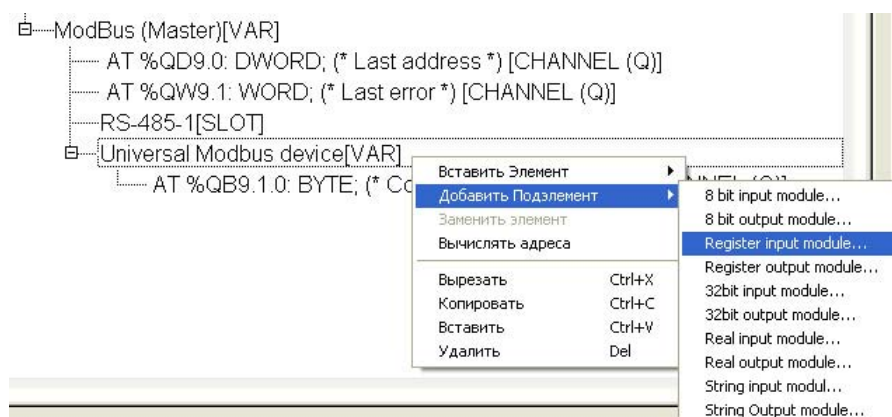 ModBus (Master)[VAR]
AT %QD9.0: DWORD; (* Last address *) [CHANNEL (Q)]
AT %QW9.1: WORD; (* Last error *) [CHANNEL (Q)]
RS-485-1[SLOT]
Universal Modbus device[VAR]
AT %QB9.1.0: BYTE; (*
Вставить Элемент
Добавить Подэлемент
Заменить элемент
Вычислять адреса
Вырезать Ctrl+X
Копировать Ctrl+C
Вставить Ctrl+V
Удалить Del
8 bit input module...
8 bit output module...
Register input module...
Register output module...
32bit input module...
32bit output module...
Real input module...
Real output module...
String input modul...
String Output module...